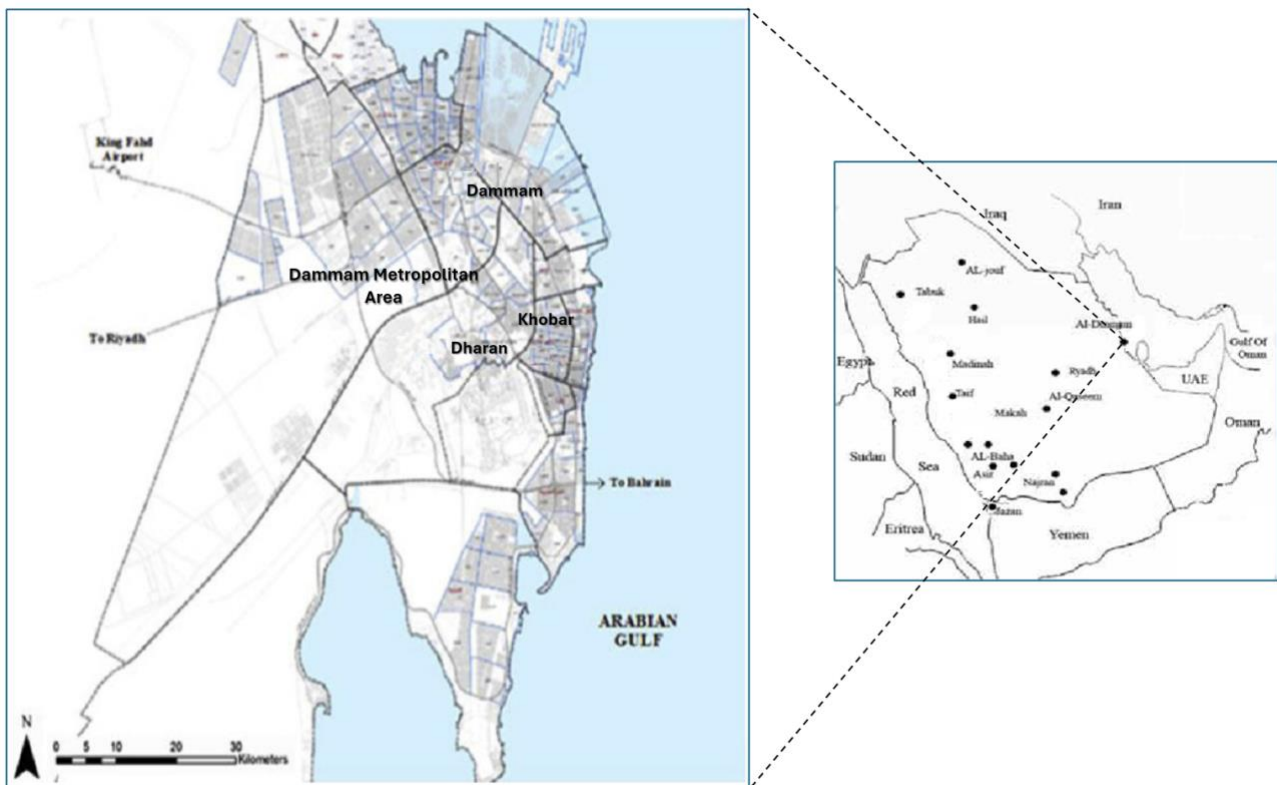 King Fahd
Airport
Dammam
Dammam Metropolitan
Area
Khobar
Dharan
To Riyadh
To Bahrain
ARABIAN
GULF
N
0 5 10 20 30
Kilometers
Iraq
Iran
AL-jouf
Tabuk
Hail
Al-Dammam
Gulf Of
Oman
Egypt
Madinah
Ryadh
UAE
Red
Taif
Al-Qaseem
Makah
Oman
Sudan
Sea
AL-Baha
Asir
Najran
Jazan
Eritrea
Yemen